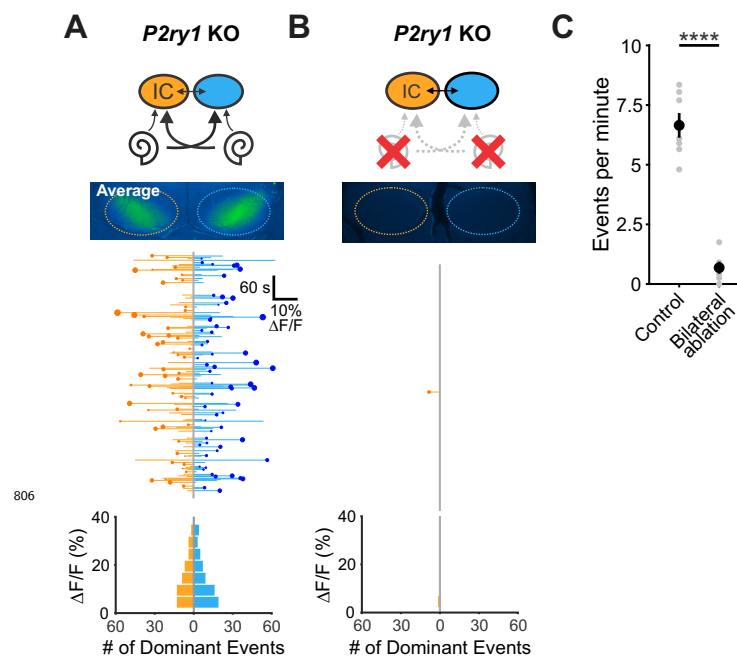 A
P2ry1 KO
IC
Average
60 s
10%
ΔF/F
806
ΔF/F (%)
40
20
0
60 30 0 30 60
# of Dominant Events
B
P2ry1 KO
IC
ΔF/F (%)
40
20
0
60 30 0 30 60
# of Dominant Events
C
****
Events per minute
10
7.5
5
2.5
0
Control
Bilateral
ablation